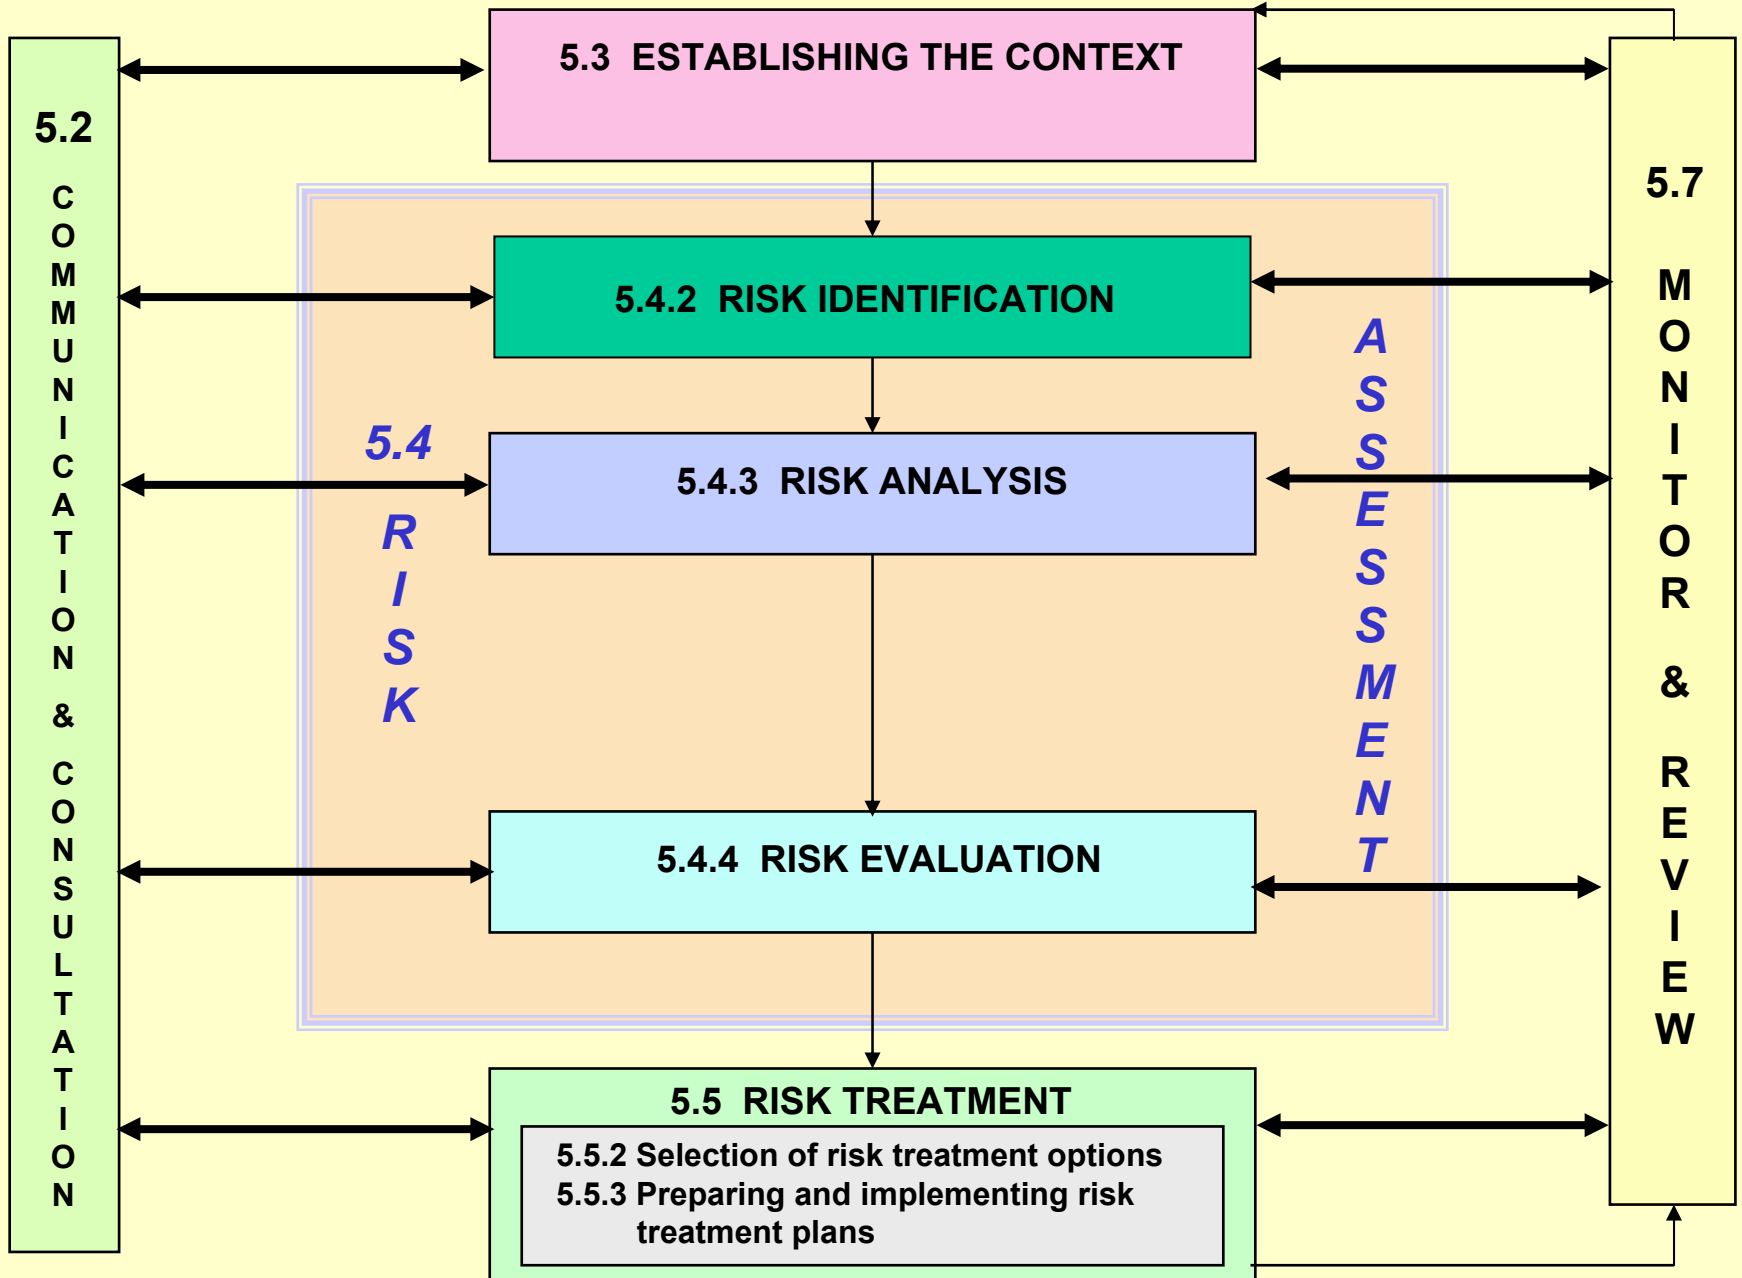 5.3 ESTABLISHING THE CONTEXT
5.2
COMMUNICATION & CONSULTATION
5.7
MONITOR & REVIEW
5.4.2 RISK IDENTIFICATION
5.4
RISK
ASSESSMENT
5.4.3 RISK ANALYSIS
5.4.4 RISK EVALUATION
5.5 RISK TREATMENT
5.5.2 Selection of risk treatment options
5.5.3 Preparing and implementing risk
treatment plans